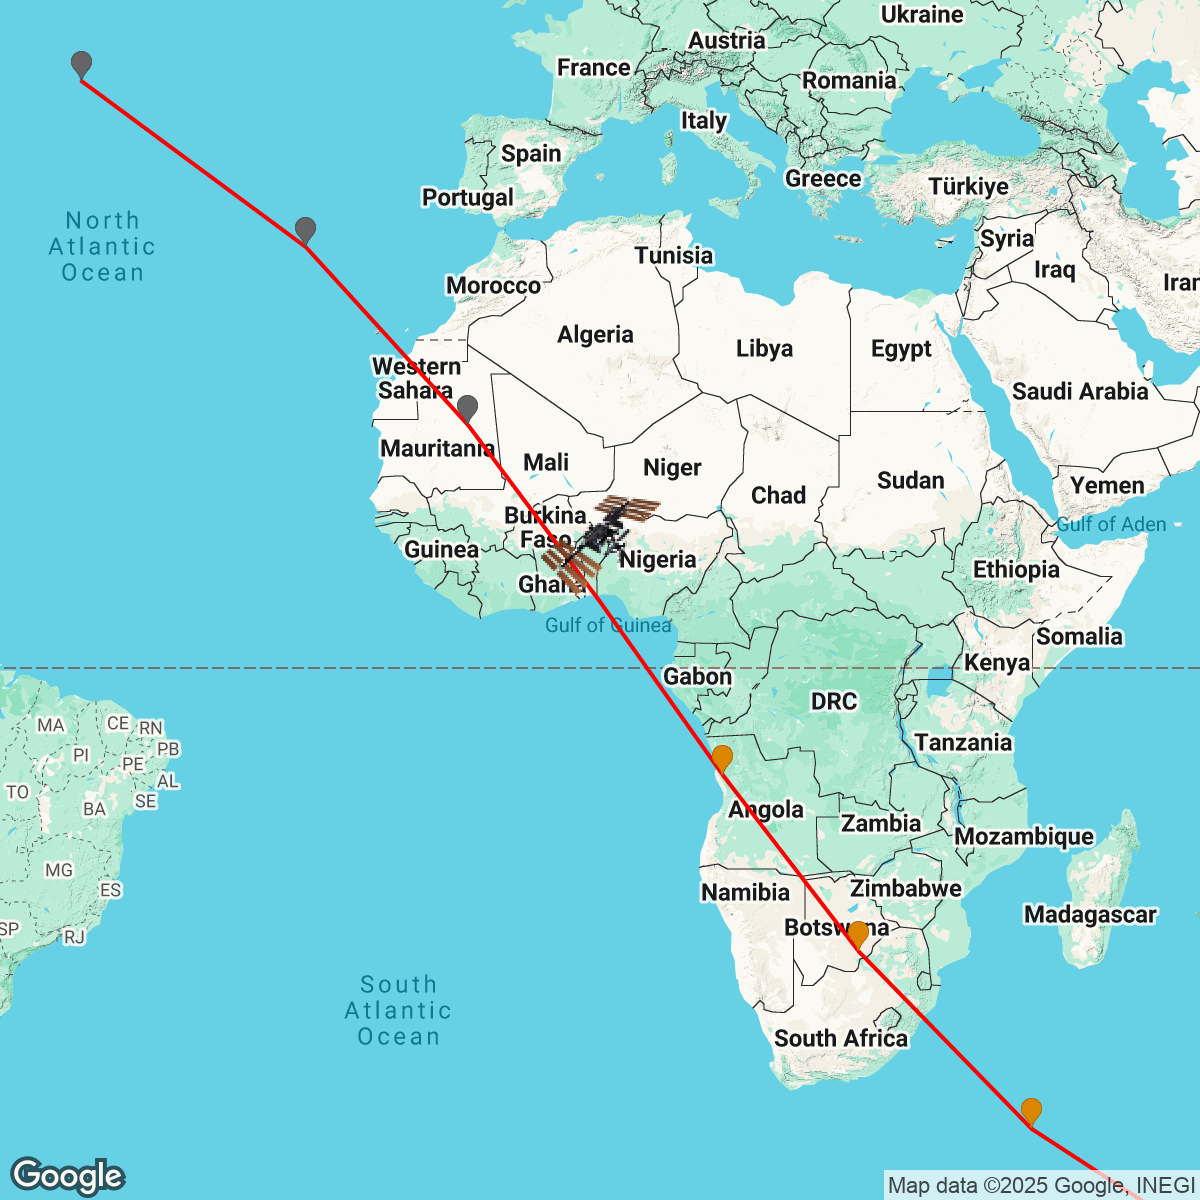 Ukraine
Austria
France
Romania
Italy
Spain
Greece
Türkiye
Portugal
North
Atlantic
Ocean
Syria
Tunisia
Iraq
Iran
Morocco
Algeria
Libya
Egypt
Western
Sahara
Saudi Arabia
Mauritania
Mali
Niger
Sudan
Chad
Yemen
Burkina
Faso
Gulf of Aden
Guinea
Nigeria
Ethiopia
Ghana
Gulf of Guinea
Somalia
Kenya
Gabon
DRC
MA
CE
RN
PB
PI
PE
AL
TO
BA
SE
Tanzania
Angola
Zambia
Mozambique
MG
ES
Namibia
Zimbabwe
Madagascar
Botswana
SP
RJ
South
Atlantic
Ocean
South Africa
Google
Map data ©2025 Google, INEGI